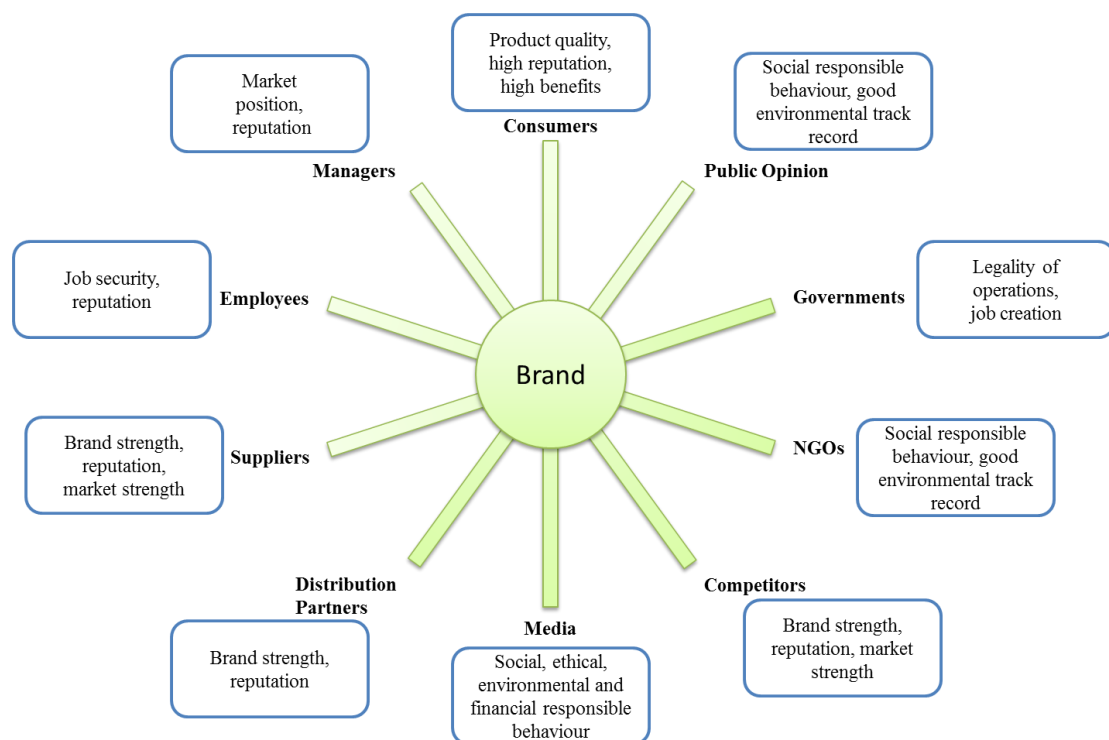 Product quality,
high reputation,
high benefits
Consumers
Social responsible
behaviour, good
environmental track
record
Public Opinion
Legality of
operations,
job creation
Governments
Social responsible
behaviour, good
environmental track
record
NGOs
Competitors
Brand strength,
reputation, market
strength
Media
Social, ethical,
environmental and
financial responsible
behaviour
Distribution
Partners
Brand strength,
reputation
Suppliers
Brand strength,
reputation,
market strength
Employees
Job security,
reputation
Market
position,
reputation
Managers
Brand